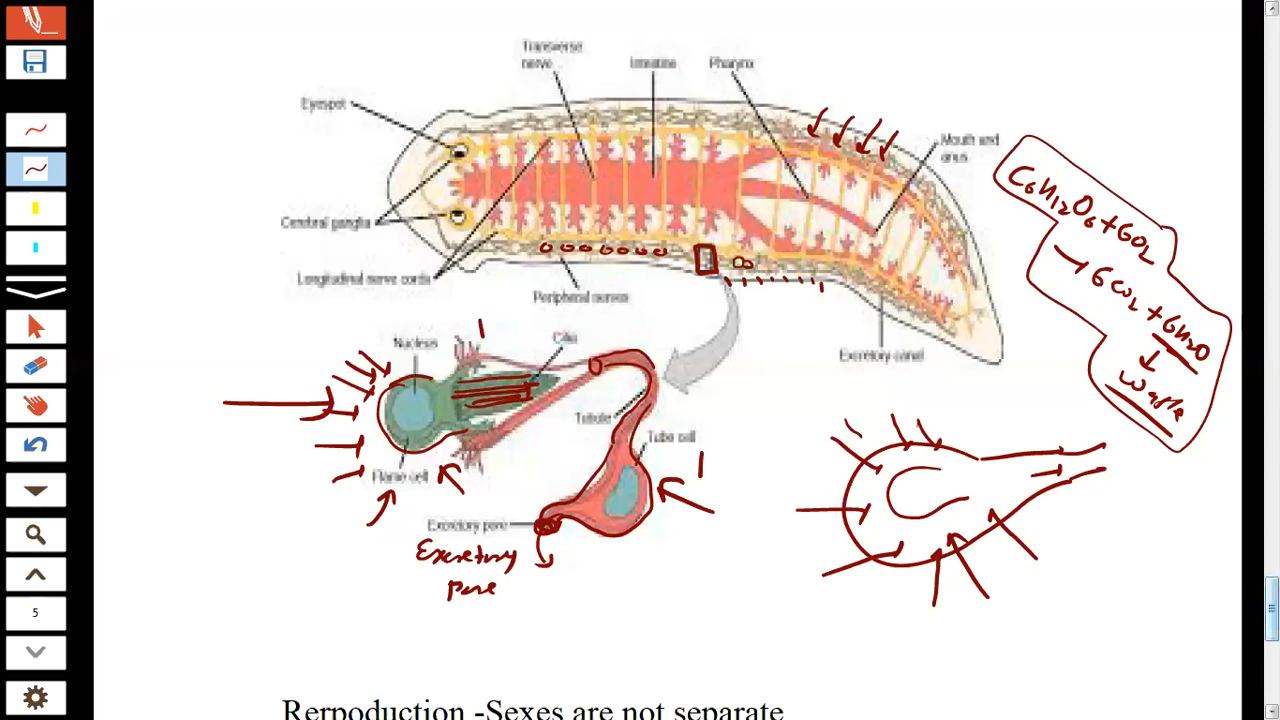 Transverse
nerve
Intestine
Pharynx
Eyespot
Mouth and
anus
C6H12O6+6O2
→ 6CO2+6H2O
↓
Waste
Cerebral ganglia
Longitudinal nerve cords
Peripheral nerves
Excretory canal
Nucleus
Cilia
Tubule
Tube cell
Flame cell
Excretory pore
Excretory
Pore
5
Rerpoduction -Sexes are not separate